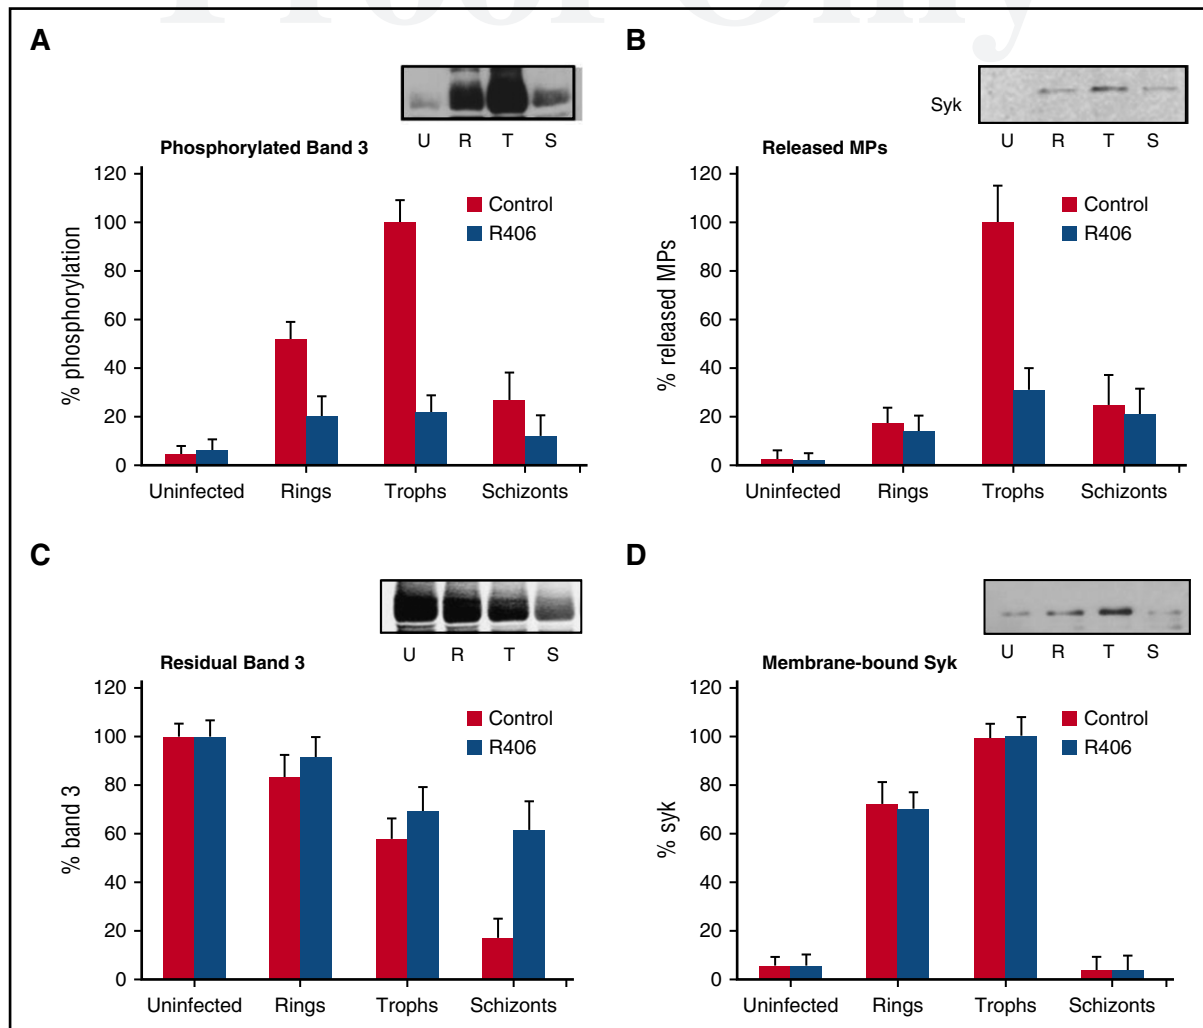 Proof Only
A
U R T S
Phosphorylated Band 3
120
100
80
60
40
20
0
% phosphorylation
Control
R406
Uninfected Rings Trophs Schizonts
B
Syk
U R T S
Released MPs
120
100
80
60
40
20
0
% released MPs
Control
R406
Uninfected Rings Trophs Schizonts
C
U R T S
Residual Band 3
120
100
80
60
40
20
0
% band 3
Control
R406
Uninfected Rings Trophs Schizonts
D
U R T S
Membrane-bound Syk
120
100
80
60
40
20
0
% syk
Control
R406
Uninfected Rings Trophs Schizonts